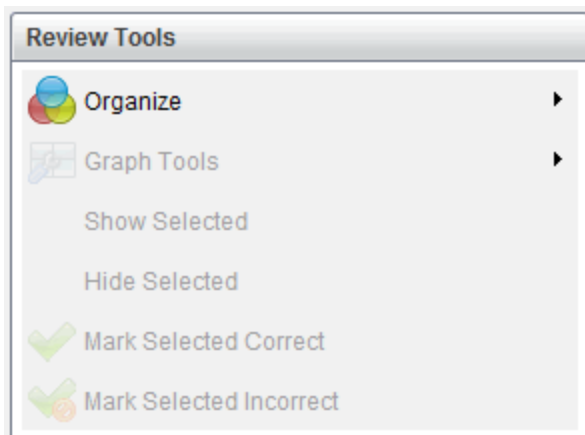 Review Tools
Organize
Graph Tools
Show Selected
Hide Selected
Mark Selected Correct
Mark Selected Incorrect